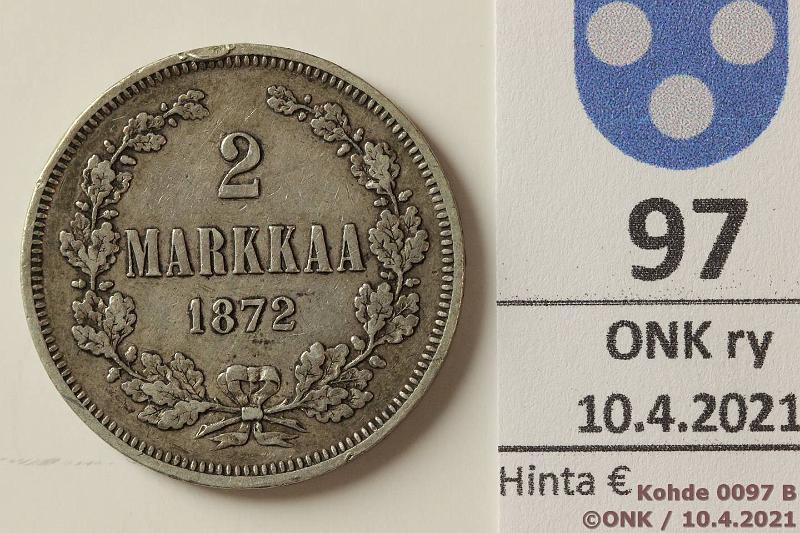 2
MARKKAA
1872
97
ONK ry
10.4.2021
Hinta €
Kohde 0097 B
©ONK / 10.4.2021